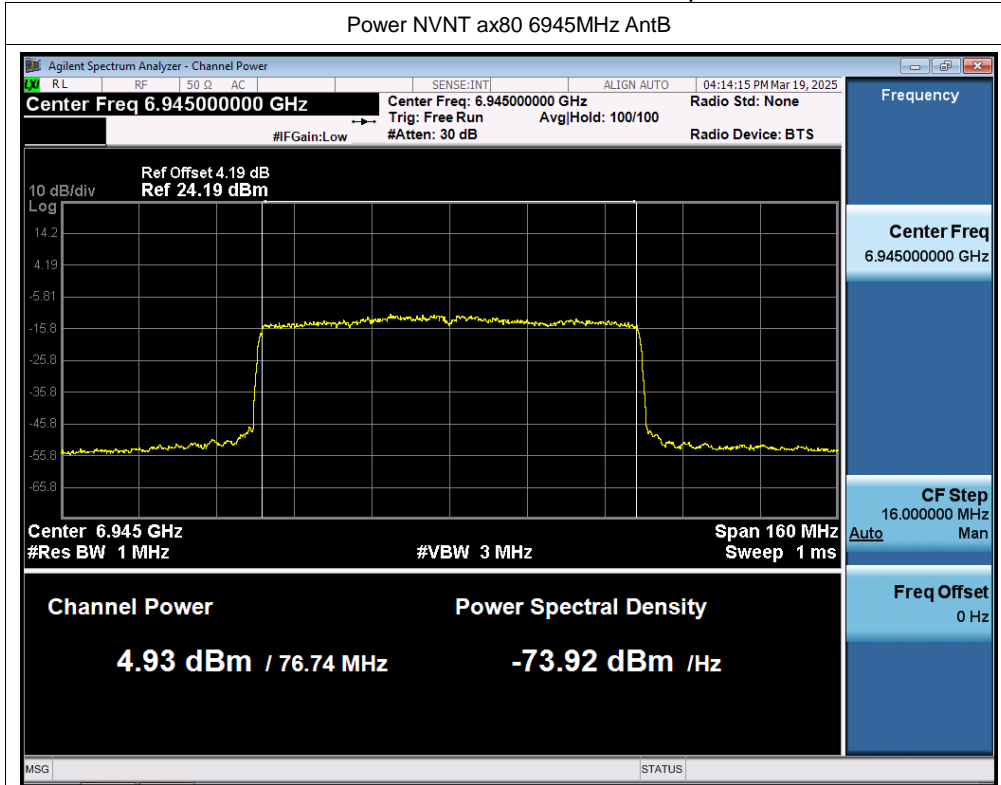 Power NVNT ax80 6945MHz AntB
Agilent Spectrum Analyzer - Channel Power
LXI RL RF 50 Ω AC SENSE:INT ALIGN AUTO 04:14:15 PM Mar 19, 2025
Center Freq 6.945000000 GHz
Center Freq: 6.945000000 GHz
Radio Std: None
Trig: Free Run Avg|Hold: 100/100
#IFGain:Low
#Atten: 30 dB
Radio Device: BTS
Ref Offset 4.19 dB
10 dB/div Ref 24.19 dBm
Log
14.2
4.19
-5.81
-15.8
-25.8
-35.8
-45.8
-55.8
-65.8
Center 6.945 GHz Span 160 MHz
#Res BW 1 MHz #VBW 3 MHz Sweep 1 ms
Channel Power
4.93 dBm / 76.74 MHz
Power Spectral Density
-73.92 dBm /Hz
Frequency
Center Freq
6.945000000 GHz
CF Step
16.000000 MHz
Auto Man
Freq Offset
0 Hz
MSG STATUS